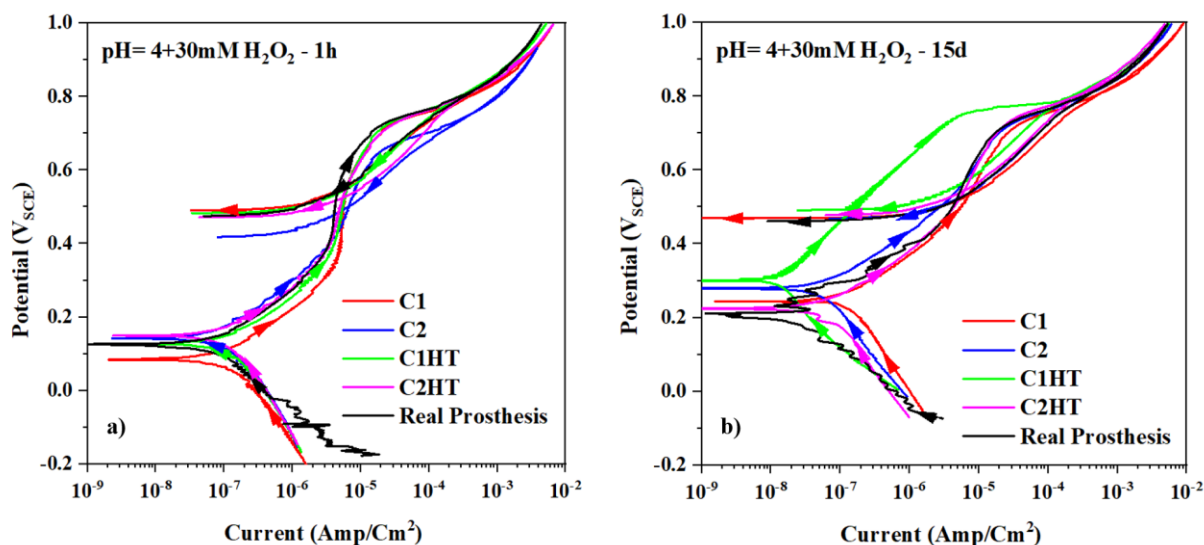 pH= 4+30mM H₂O₂ - 1h
1.0
0.8
0.6
0.4
0.2
0.0
-0.2
Potential (V_SCE)
C1
C2
C1HT
C2HT
Real Prosthesis
a)
10⁻⁹ 10⁻⁸ 10⁻⁷ 10⁻⁶ 10⁻⁵ 10⁻⁴ 10⁻³ 10⁻²
Current (Amp/Cm²)
pH= 4+30mM H₂O₂ - 15d
1.0
0.8
0.6
0.4
0.2
0.0
-0.2
Potential (V_SCE)
C1
C2
C1HT
C2HT
Real Prosthesis
b)
10⁻⁹ 10⁻⁸ 10⁻⁷ 10⁻⁶ 10⁻⁵ 10⁻⁴ 10⁻³ 10⁻²
Current (Amp/Cm²)